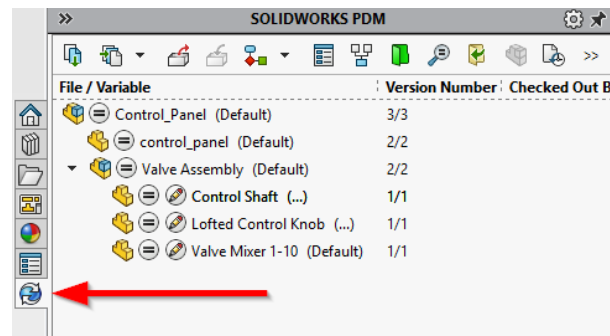 » SOLIDWORKS PDM
»
File / Variable Version Number Checked Out B
Control_Panel (Default) 3/3
control_panel (Default) 2/2
Valve Assembly (Default) 2/2
Control Shaft (...) 1/1
Lofted Control Knob (...) 1/1
Valve Mixer 1-10 (Default) 1/1